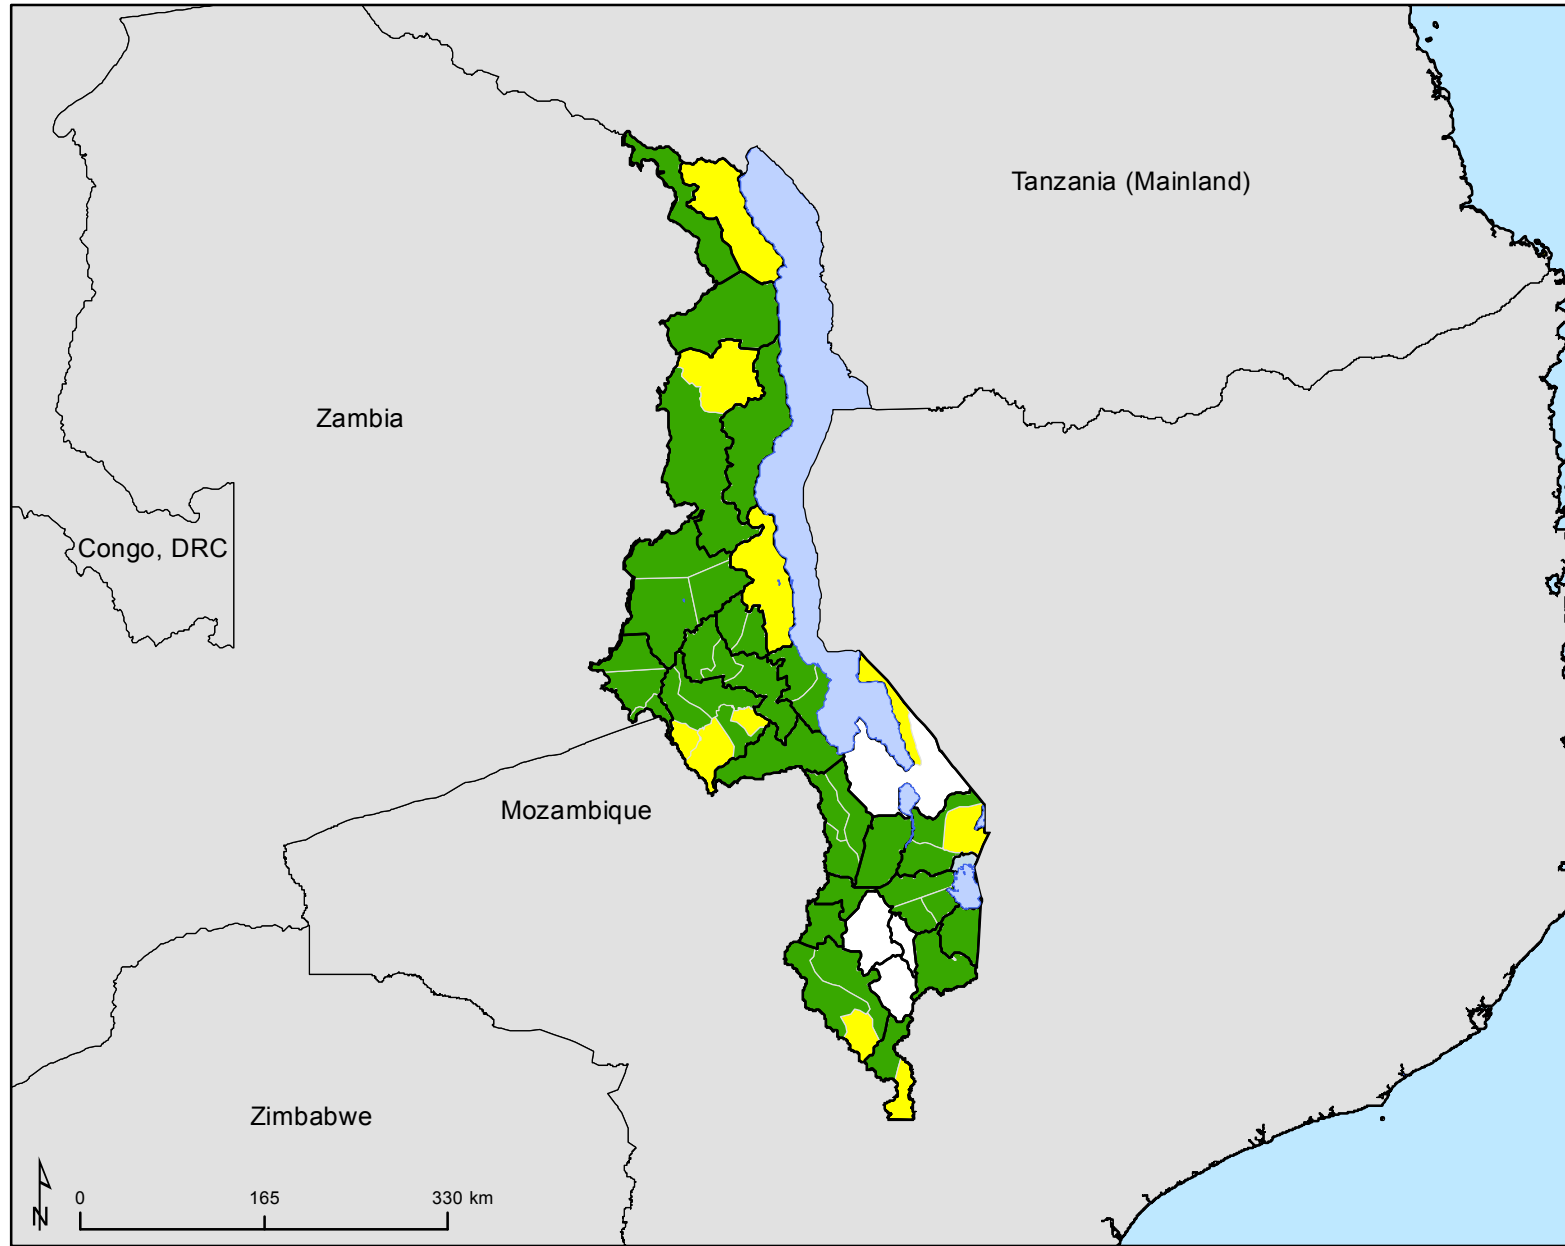 Tanzania (Mainland)
Zambia
Congo, DRC
Mozambique
Zimbabwe
N
0 165 330 km